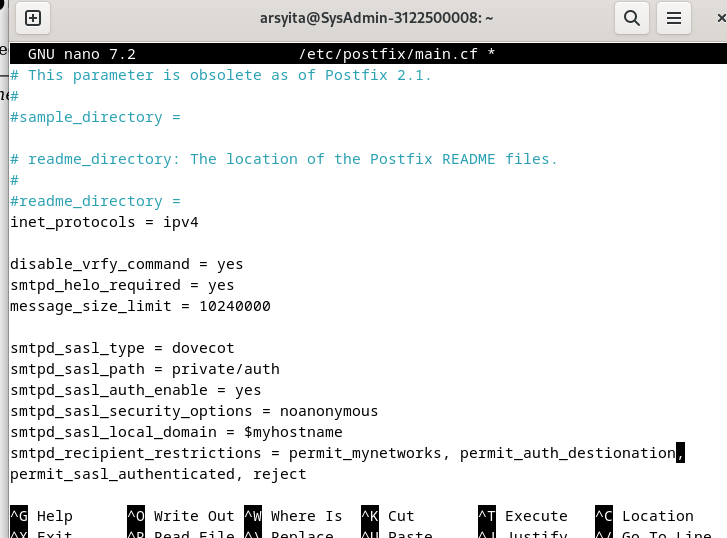 arsyita@SysAdmin-3122500008: ~
GNU nano 7.2 /etc/postfix/main.cf *
# This parameter is obsolete as of Postfix 2.1.
#
#sample_directory =
# readme_directory: The location of the Postfix README files.
#
#readme_directory =
inet_protocols = ipv4
disable_vrfy_command = yes
smtpd_helo_required = yes
message_size_limit = 10240000
smtpd_sasl_type = dovecot
smtpd_sasl_path = private/auth
smtpd_sasl_auth_enable = yes
smtpd_sasl_security_options = noanonymous
smtpd_sasl_local_domain = $myhostname
smtpd_recipient_restrictions = permit_mynetworks, permit_auth_destionation,
permit_sasl_authenticated, reject
^G Help ^O Write Out ^W Where Is ^K Cut ^T Execute ^C Location
^X Exit ^R Read File ^\ Replace ^U Paste ^J Justify ^/ Go To Line